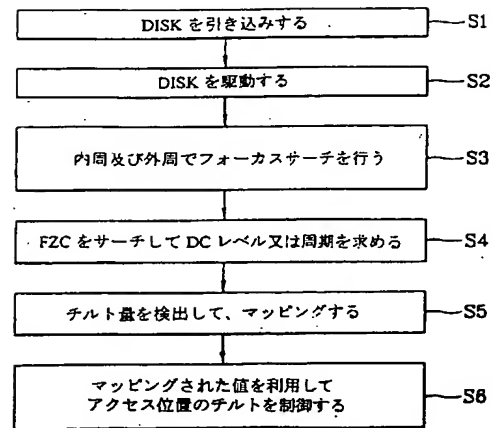 DISK を引き込みする
S1
DISK を駆動する
S2
内周及び外周でフォーカスサーチを行う
S3
FZC をサーチして DC レベル又は周期を求める
S4
チルト量を検出して、マッピングする
S5
マッピングされた値を利用して
アクセス位置のチルトを制御する
S6